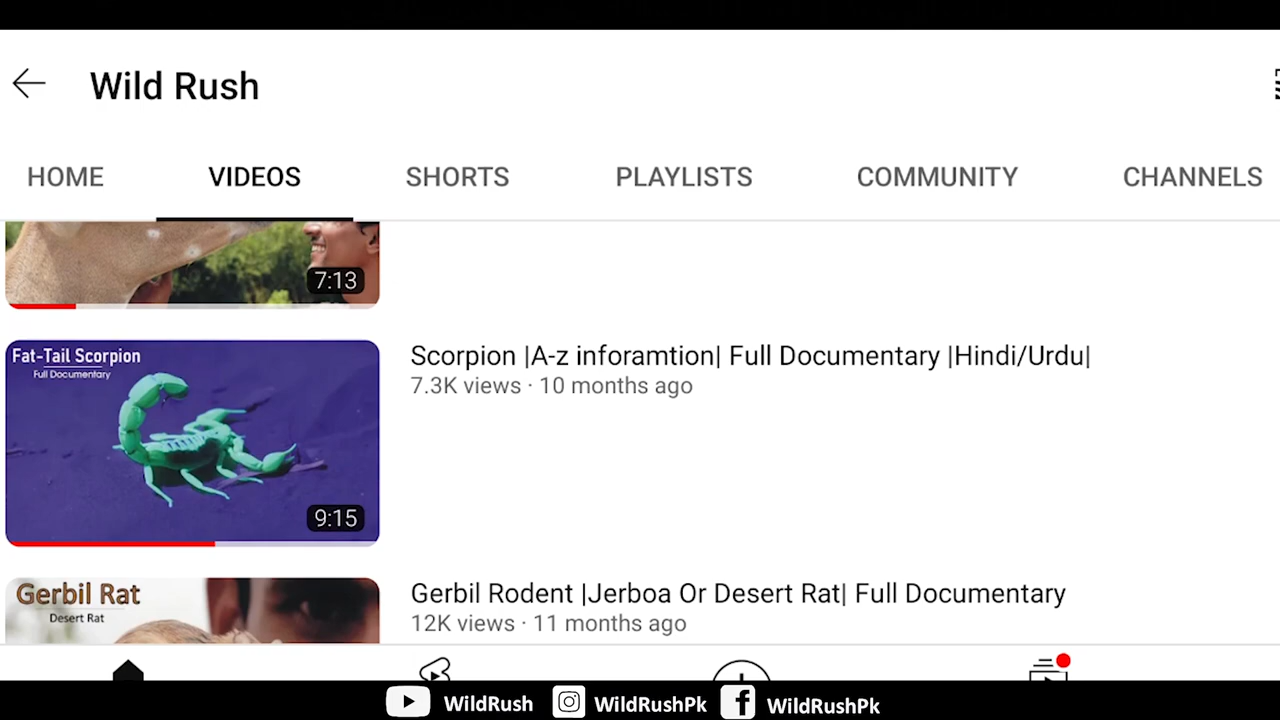 Wild Rush
HOME VIDEOS SHORTS PLAYLISTS COMMUNITY CHANNELS
7:13
Fat-Tail Scorpion
Full Documentary
9:15
Scorpion |A-z inforamtion| Full Documentary |Hindi/Urdu|
7.3K views · 10 months ago
Gerbil Rat
Desert Rat
Gerbil Rodent |Jerboa Or Desert Rat| Full Documentary
12K views · 11 months ago
WildRush WildRushPk WildRushPk